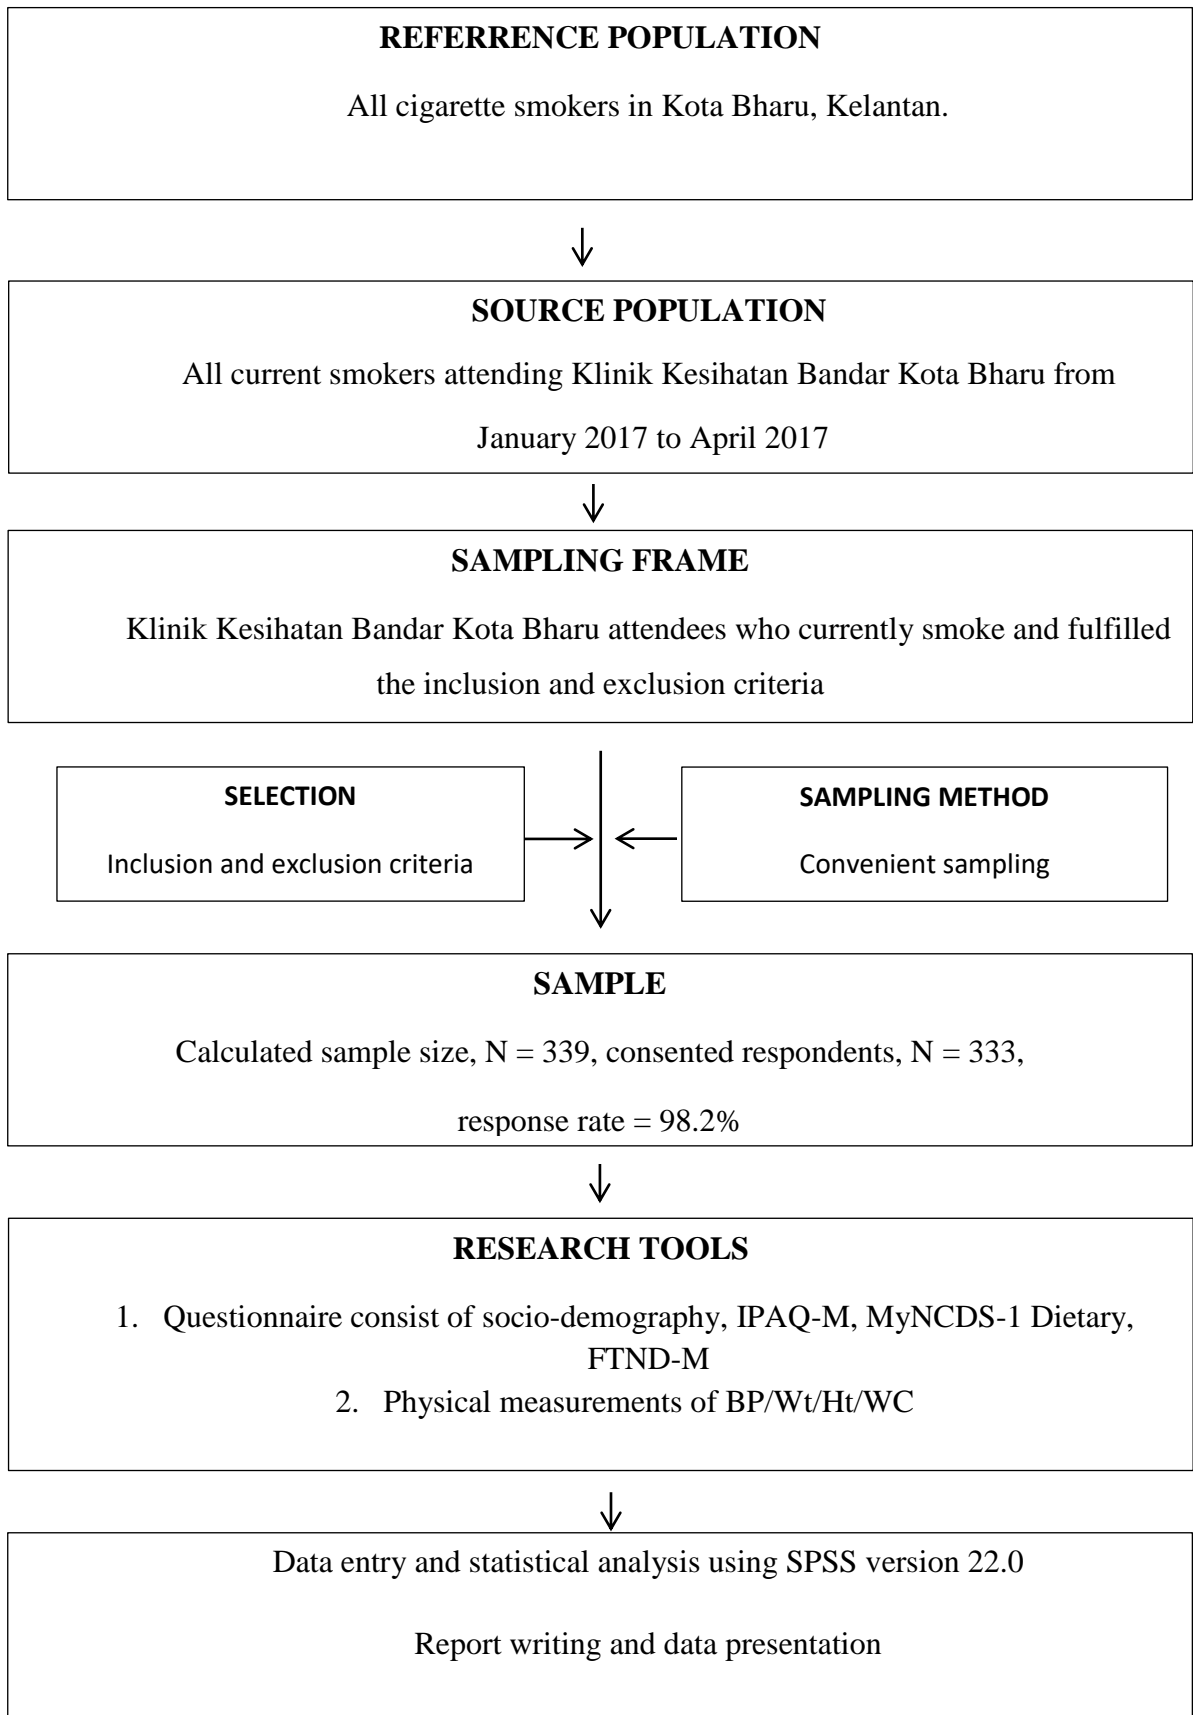 REFERRENCE POPULATION
All cigarette smokers in Kota Bharu, Kelantan.
SOURCE POPULATION
All current smokers attending Klinik Kesihatan Bandar Kota Bharu from
January 2017 to April 2017
SAMPLING FRAME
Klinik Kesihatan Bandar Kota Bharu attendees who currently smoke and fulfilled
the inclusion and exclusion criteria
SELECTION
Inclusion and exclusion criteria
SAMPLING METHOD
Convenient sampling
SAMPLE
Calculated sample size, N = 339, consented respondents, N = 333,
response rate = 98.2%
RESEARCH TOOLS
1. Questionnaire consist of socio-demography, IPAQ-M, MyNCDS-1 Dietary,
FTND-M
2. Physical measurements of BP/Wt/Ht/WC
Data entry and statistical analysis using SPSS version 22.0
Report writing and data presentation